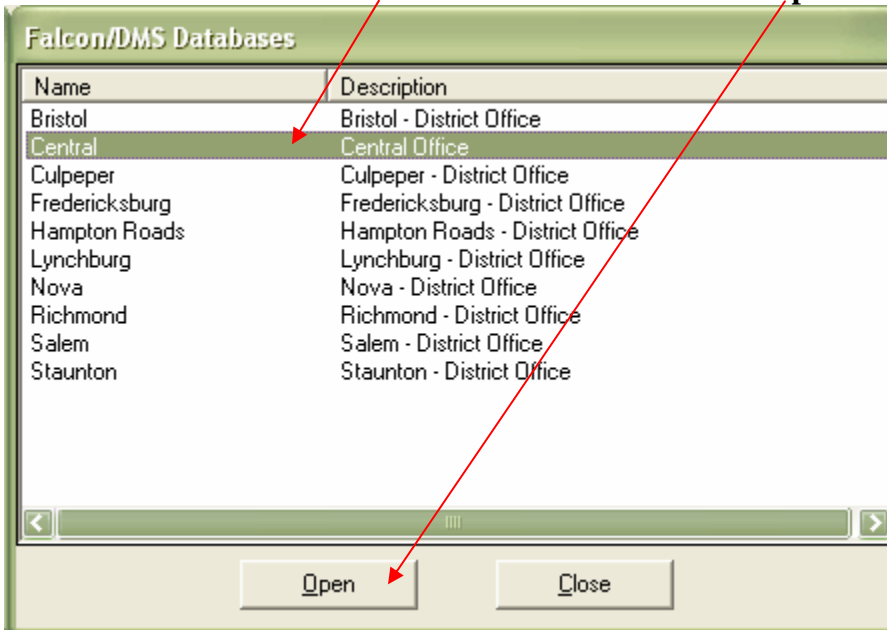 Falcon/DMS Databases
Name Description
Bristol Bristol - District Office
Central Central Office
Culpeper Culpeper - District Office
Fredericksburg Fredericksburg - District Office
Hampton Roads Hampton Roads - District Office
Lynchburg Lynchburg - District Office
Nova Nova - District Office
Richmond Richmond - District Office
Salem Salem - District Office
Staunton Staunton - District Office
Open Close